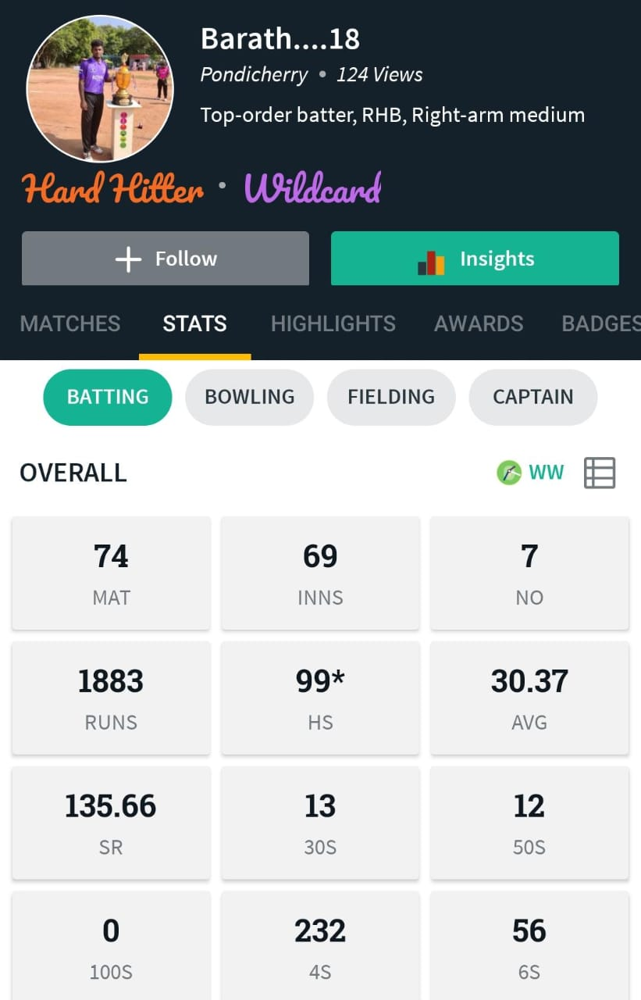 Barath....18
Pondicherry • 124 Views
Top-order batter, RHB, Right-arm medium
Hard Hitter • Wildcard
+ Follow Insights
MATCHES STATS HIGHLIGHTS AWARDS BADGES
BATTING BOWLING FIELDING CAPTAIN
OVERALL WW
74 69 7
MAT INNS NO
1883 99* 30.37
RUNS HS AVG
135.66 13 12
SR 30S 50S
0 232 56
100S 4S 6S